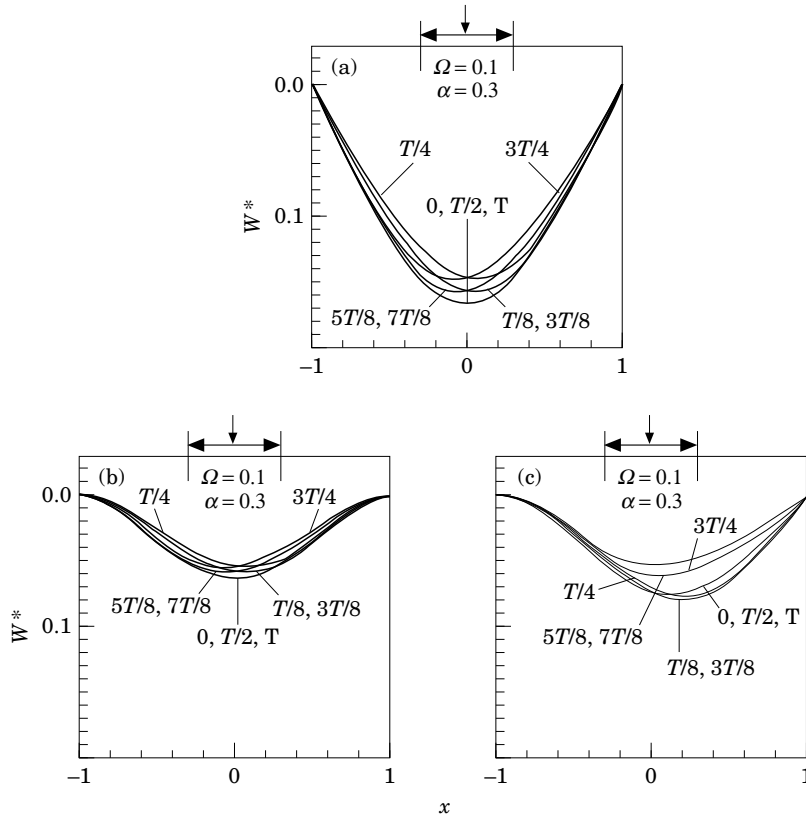 (a)
Ω = 0.1
α = 0.3
0.0
T/4
3T/4
0, T/2, T
W*
0.1
5T/8, 7T/8
T/8, 3T/8
–1
0
1
(b)
Ω = 0.1
α = 0.3
0.0
T/4
3T/4
5T/8, 7T/8
T/8, 3T/8
0, T/2, T
W*
0.1
–1
0
1
(c)
Ω = 0.1
α = 0.3
3T/4
T/4
0, T/2, T
5T/8, 7T/8
T/8, 3T/8
–1
0
1
x